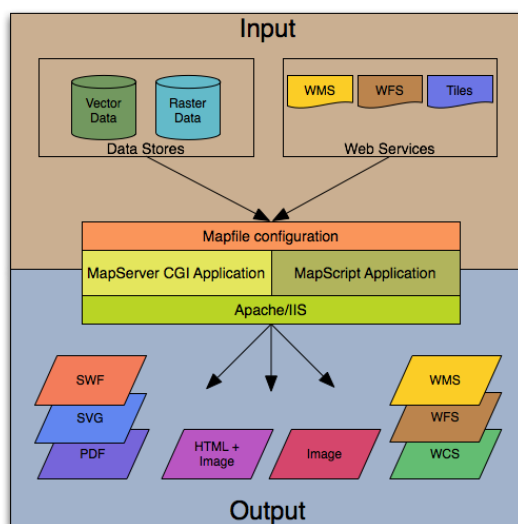 Input
Vector
Data
Raster
Data
Data Stores
WMS
WFS
Tiles
Web Services
Mapfile configuration
MapServer CGI Application
MapScript Application
Apache/IIS
SWF
SVG
PDF
HTML +
Image
Image
WMS
WFS
WCS
Output